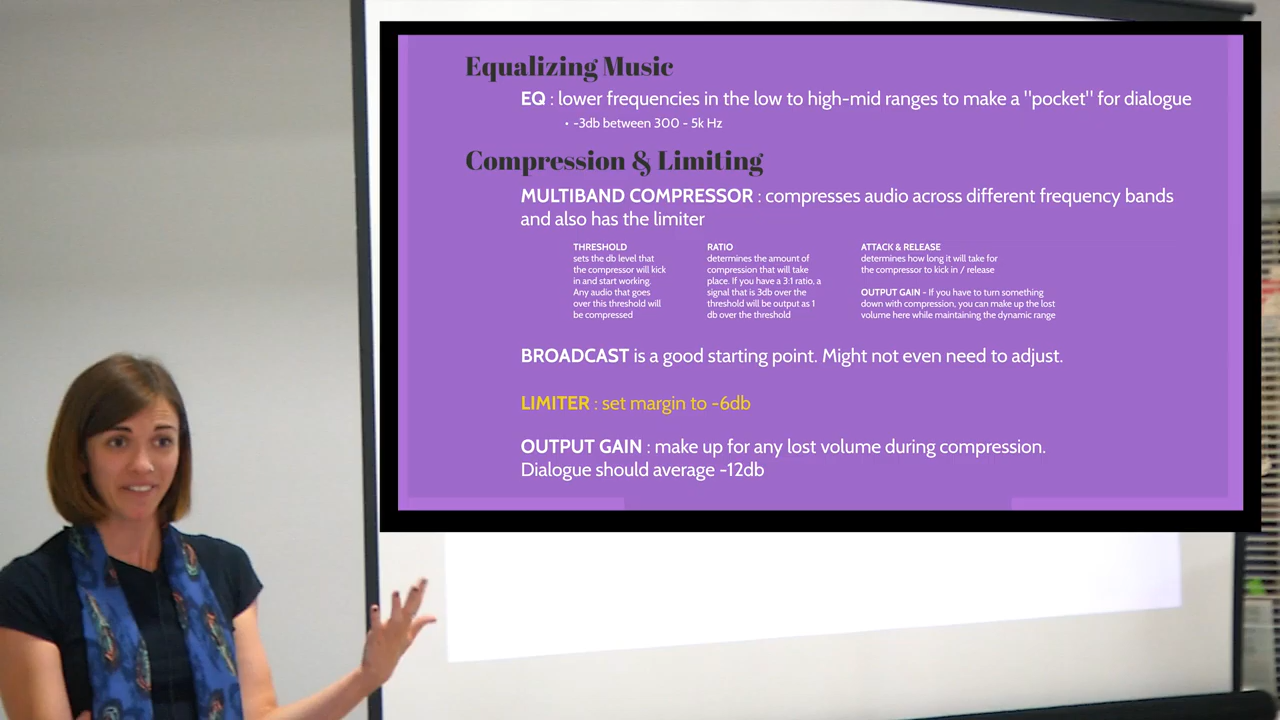 Equalizing Music
EQ : lower frequencies in the low to high-mid ranges to make a "pocket" for dialogue
• -3db between 300 - 5k Hz
Compression & Limiting
MULTIBAND COMPRESSOR : compresses audio across different frequency bands
and also has the limiter
THRESHOLD
sets the db level that
the compressor will kick
in and start working.
Any audio that goes
over this threshold will
be compressed
RATIO
determines the amount of
compression that will take
place. If you have a 3:1 ratio, a
signal that is 3db over the
threshold will be output as 1
db over the threshold
ATTACK & RELEASE
determines how long it will take for
the compressor to kick in / release
OUTPUT GAIN - If you have to turn something
down with compression, you can make up the lost
volume here while maintaining the dynamic range
BROADCAST is a good starting point. Might not even need to adjust.
LIMITER : set margin to -6db
OUTPUT GAIN : make up for any lost volume during compression.
Dialogue should average -12db